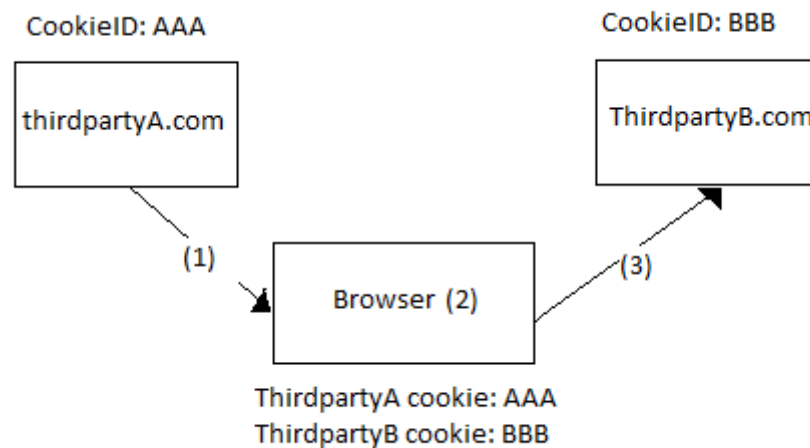 CookieID: AAA
CookieID: BBB
thirdpartyA.com
ThirdpartyB.com
(1)
(3)
Browser (2)
ThirdpartyA cookie: AAA
ThirdpartyB cookie: BBB